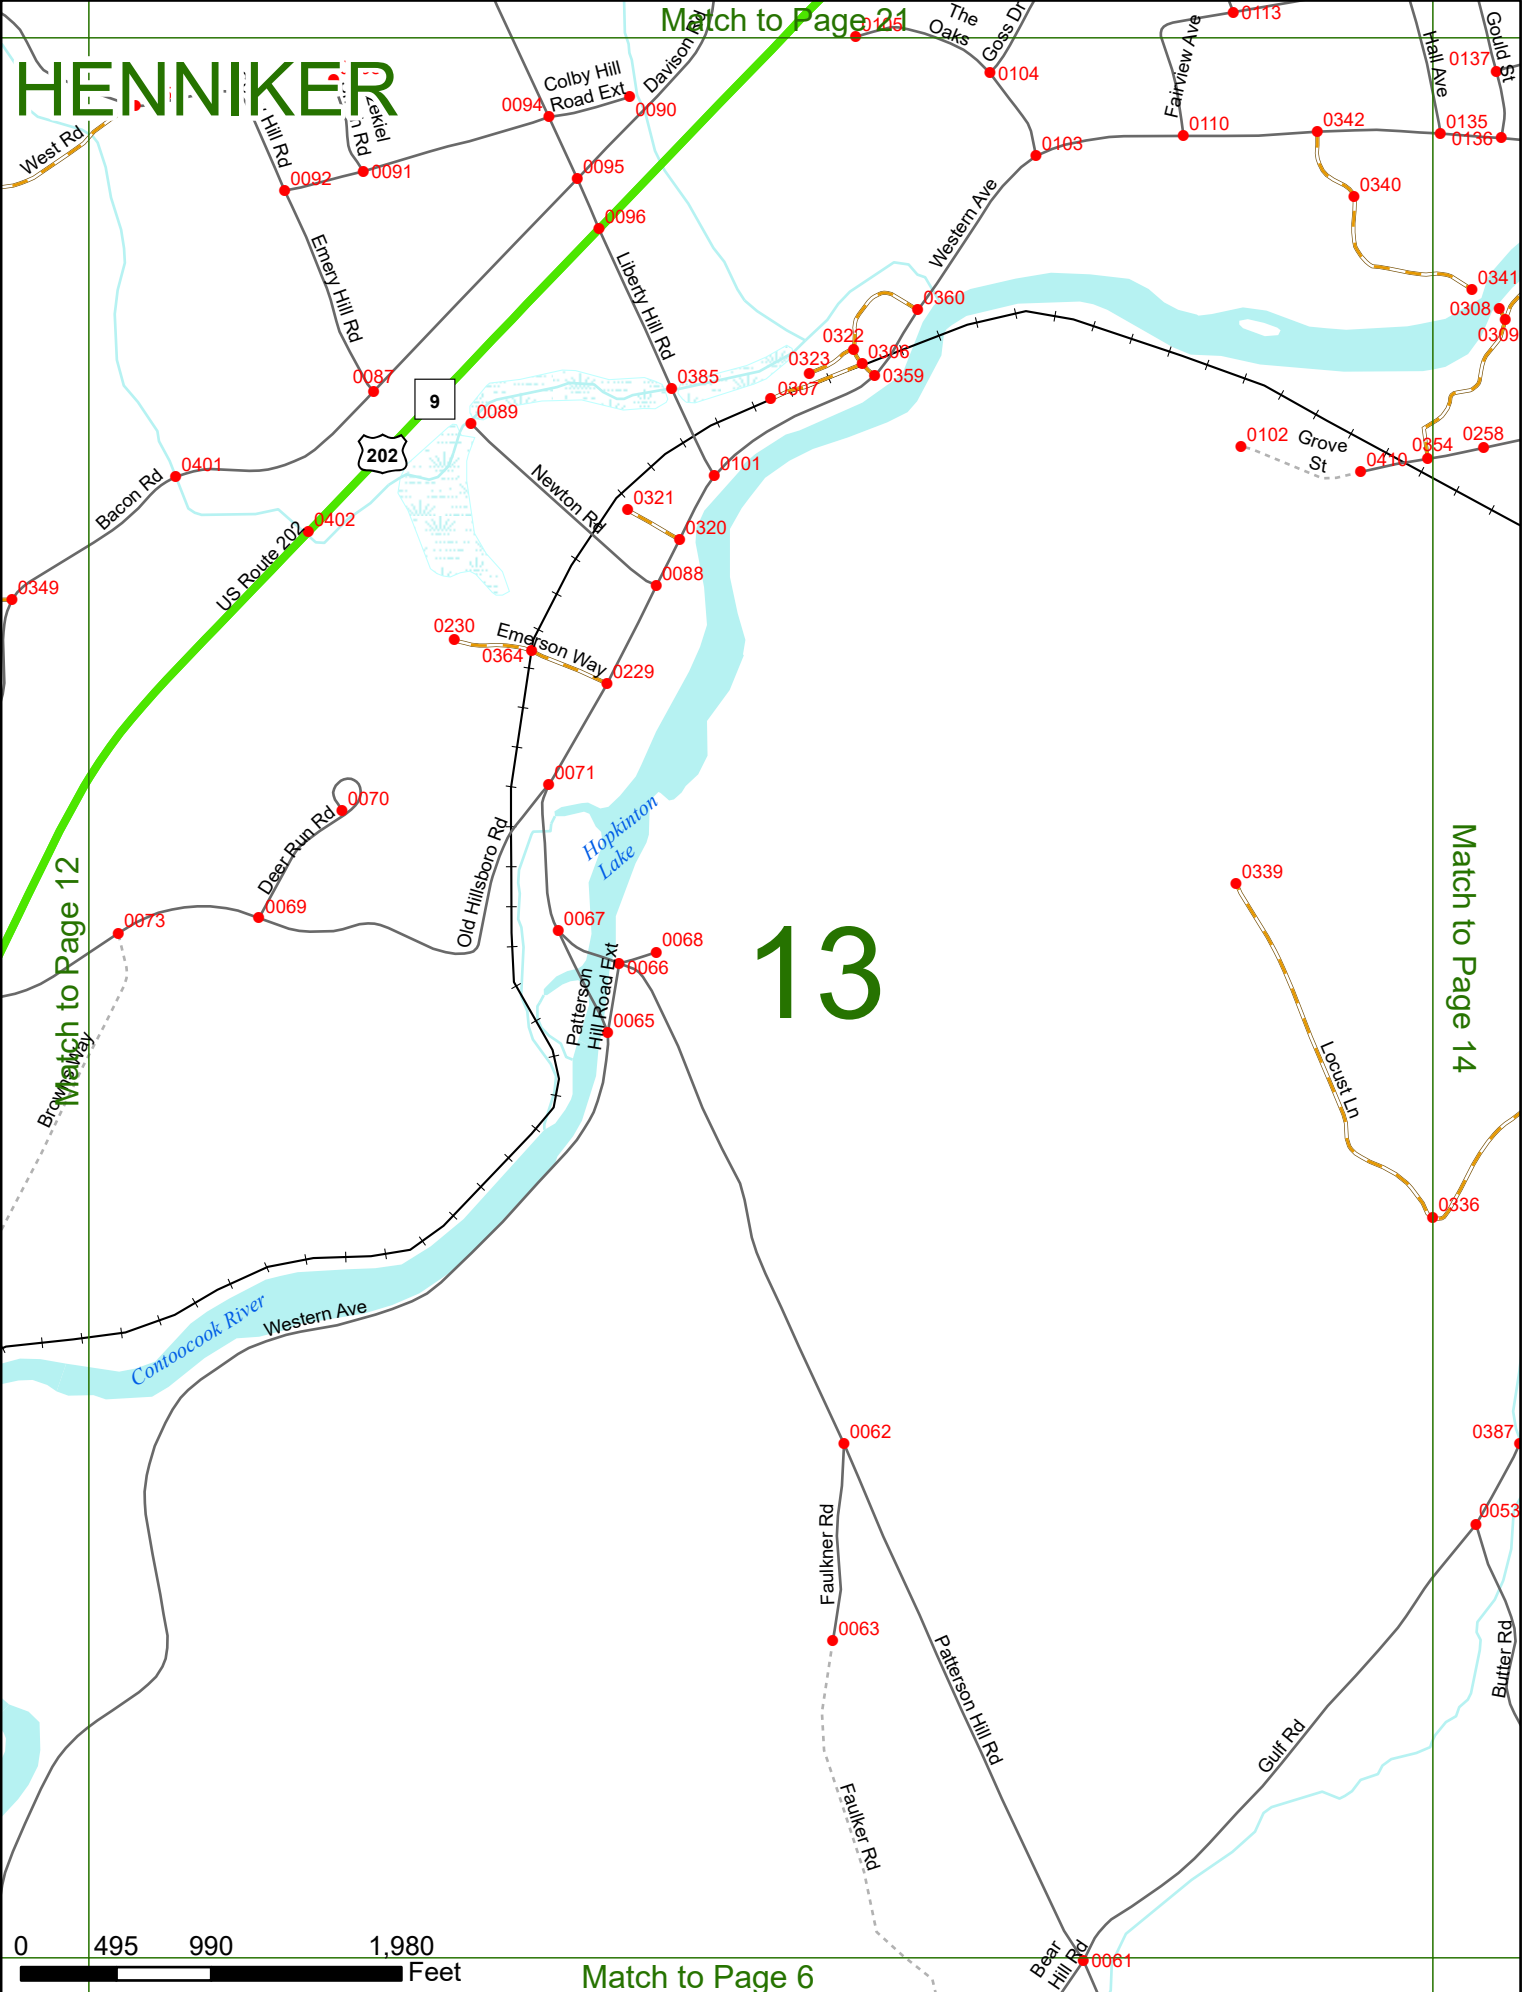 Match to Page 21
HENNIKER
0105
The
Oaks
Goss Dr
0113
Fairview Ave
Hall Ave
Gould St
0137
0104
Colby Hill
Road Ext
Davison Rd
0094
0090
West Rd
Hill Rd
Rd
0092
0091
0095
0103
0110
0342
0135
0136
0340
0096
Western Ave
Emery Hill Rd
Liberty Hill Rd
0341
0308
0309
0360
0322
0306
0323
0359
0307
0087
9
0385
0089
202
0102
Grove
St
0410
0354
0258
0401
Bacon Rd
0101
Newton Rd
0321
0402
US Route 202
0320
0349
0088
0230
Emerson Way
0364
0229
0071
0070
Deer Run Rd
Old Hillsboro Rd
Hopkinton
Lake
Match to Page 12
Match to Page 14
0339
0069
0073
0067
0068
0066
13
Patterson
Hill Road Ext
0065
Browns Way
Locust Ln
0336
Contoocook River
Western Ave
0062
0387
0053
Faulkner Rd
0063
Patterson Hill Rd
Butter Rd
Gulf Rd
Faulker Rd
Bear
Hill Rd
0061
0 495 990 1,980
Feet
Match to Page 6